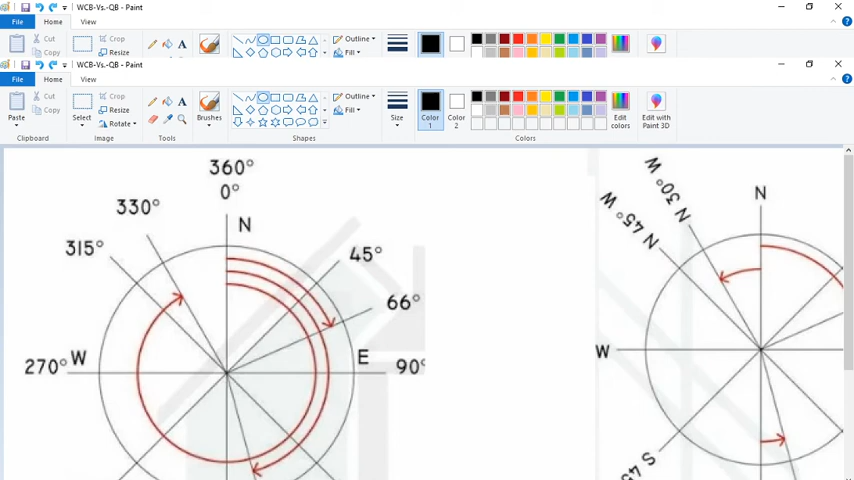 WCB-Vs.-QB - Paint
File Home View
Cut
Copy
Crop
Resize
A
Outline
Fill
WCB-Vs.-QB - Paint
File Home View
Paste
Cut
Copy
Clipboard
Select
Crop
Resize
Rotate
Image
A
Tools
Brushes
Outline
Fill
Shapes
Size
Color
1
Color
2
Edit
colors
Colors
Edit with
Paint 3D
360°
0°
N
330°
315°
45°
66°
270° W
E
90°
N 30° W
N 45° W
N
W
S 45°